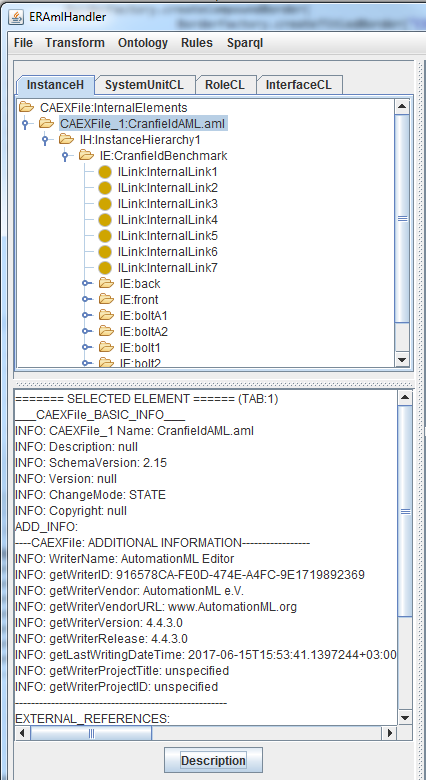 BorderFactory.createCompoundBorder(
ERAmlHandler
File Transform Ontology Rules Sparql
InstanceH SystemUnitCL RoleCL InterfaceCL
CAEXFile:InternalElements
CAEXFile_1:CranfieldAML.aml
IH:InstanceHierarchy1
IE:CranfieldBenchmark
ILink:InternalLink1
ILink:InternalLink2
ILink:InternalLink3
ILink:InternalLink4
ILink:InternalLink5
ILink:InternalLink6
ILink:InternalLink7
IE:back
IE:front
IE:boltA1
IE:boltA2
IE:bolt1
IE:bolt2
======= SELECTED ELEMENT ====== (TAB:1)
___CAEXFile_BASIC_INFO___
INFO: CAEXFile_1 Name: CranfieldAML.aml
INFO: Description: null
INFO: SchemaVersion: 2.15
INFO: Version: null
INFO: ChangeMode: STATE
INFO: Copyright: null
ADD_INFO:
----CAEXFile: ADDITIONAL INFORMATION-----------------
INFO: WriterName: AutomationML Editor
INFO: getWriterID: 916578CA-FE0D-474E-A4FC-9E1719892369
INFO: getWriterVendor: AutomationML e.V.
INFO: getWriterVendorURL: www.AutomationML.org
INFO: getWriterVersion: 4.4.3.0
INFO: getWriterRelease: 4.4.3.0
INFO: getLastWritingDateTime: 2017-06-15T15:53:41.1397244+03:00
INFO: getWriterProjectTitle: unspecified
INFO: getWriterProjectID: unspecified
-----------------------------------------------------
EXTERNAL_REFERENCES:
Description